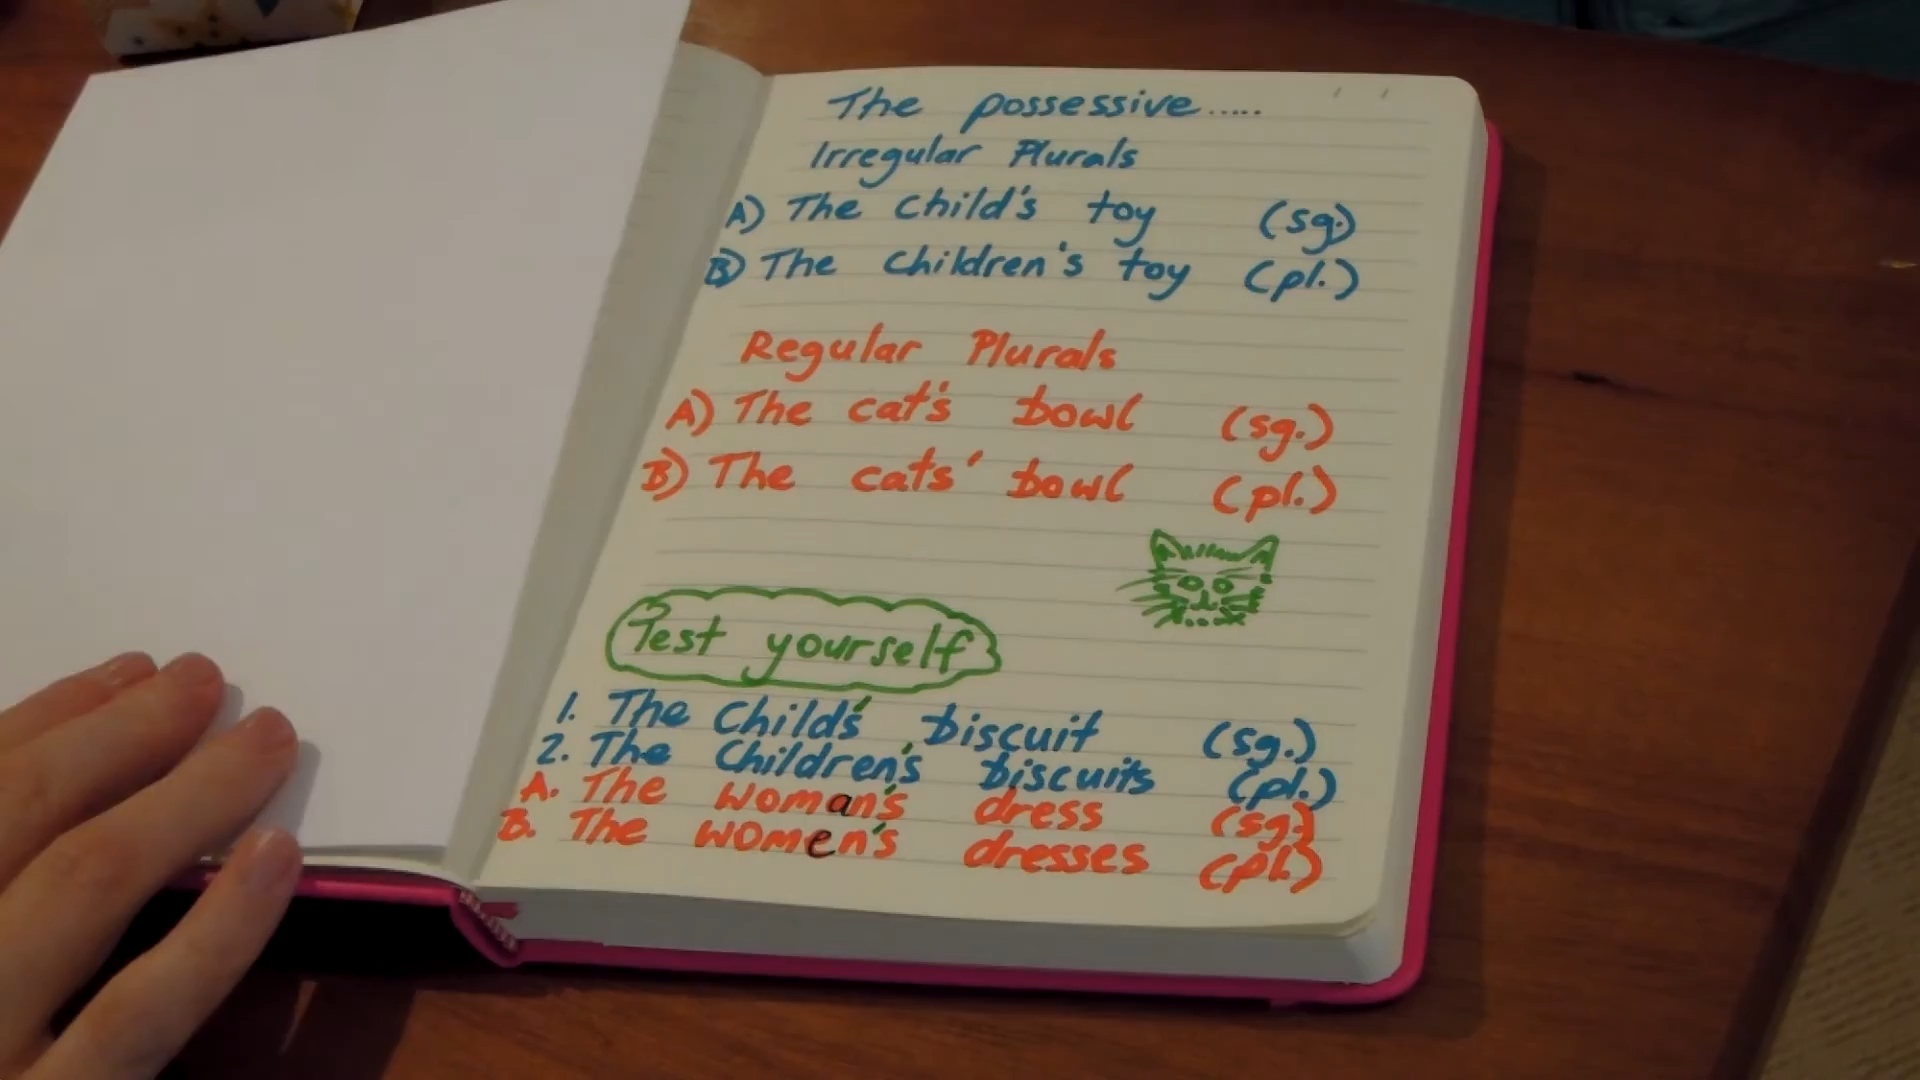 The possessive.....
Irregular Plurals
A) The child's toy (sg.)
B) The children's toy (pl.)
Regular Plurals
A) The cat's bowl (sg.)
B) The cats' bowl (pl.)
Test yourself
1. The Child's biscuit (sg.)
2. The Children's biscuits (pl.)
A. The woman's dress (sg.)
B. The women's dresses (pl.)